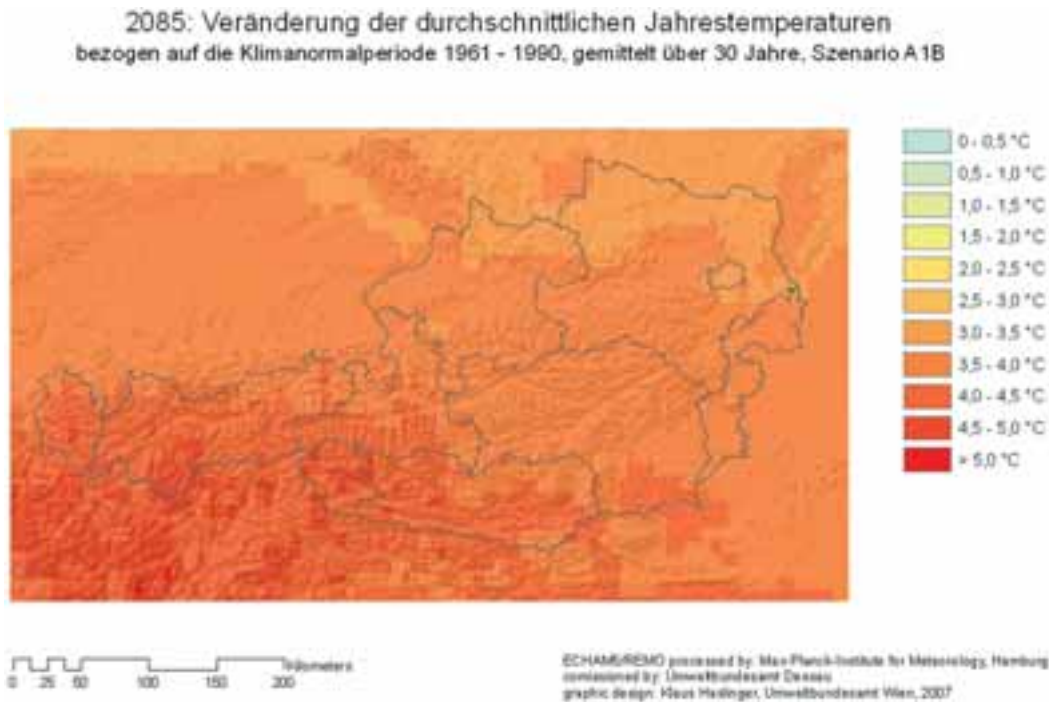 2085: Veränderung der durchschnittlichen Jahrestemperaturen
bezogen auf die Klimanormalperiode 1961 - 1990, gemittelt über 30 Jahre, Szenario A1B
0 - 0,5 °C
0,5 - 1,0 °C
1,0 - 1,5 °C
1,5 - 2,0 °C
2,0 - 2,5 °C
2,5 - 3,0 °C
3,0 - 3,5 °C
3,5 - 4,0 °C
4,0 - 4,5 °C
4,5 - 5,0 °C
> 5,0 °C
Kilometers
0 25 50 100 150 200
ECHAM5/REMO processed by: Max-Planck-Institute for Meteorology, Hamburg
comissioned by: Umweltbundesamt Dessau
graphic design: Klaus Hadinger, Umweltbundesamt Wien, 2007